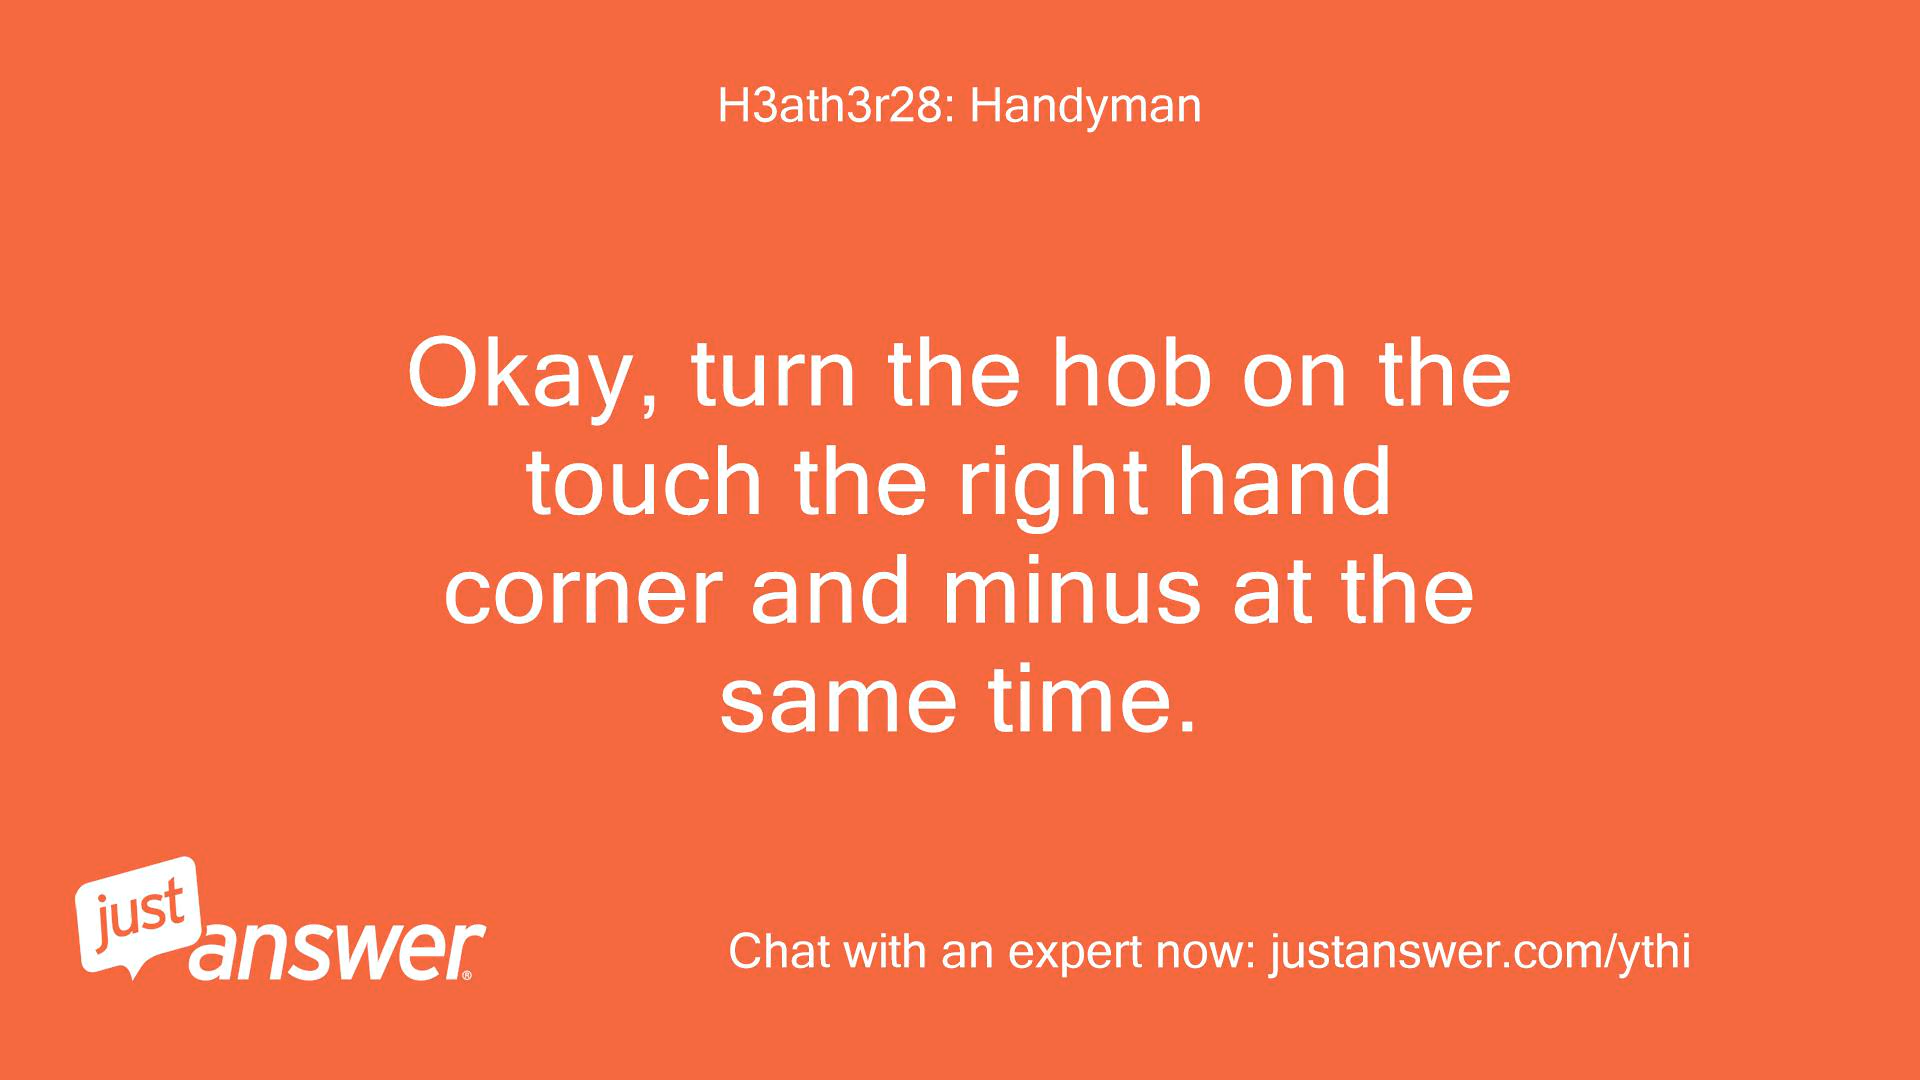 H3ath3r28: Handyman
Okay, turn the hob on the
touch the right hand
corner and minus at the
same time.
just
answer®
Chat with an expert now: justanswer.com/ythi